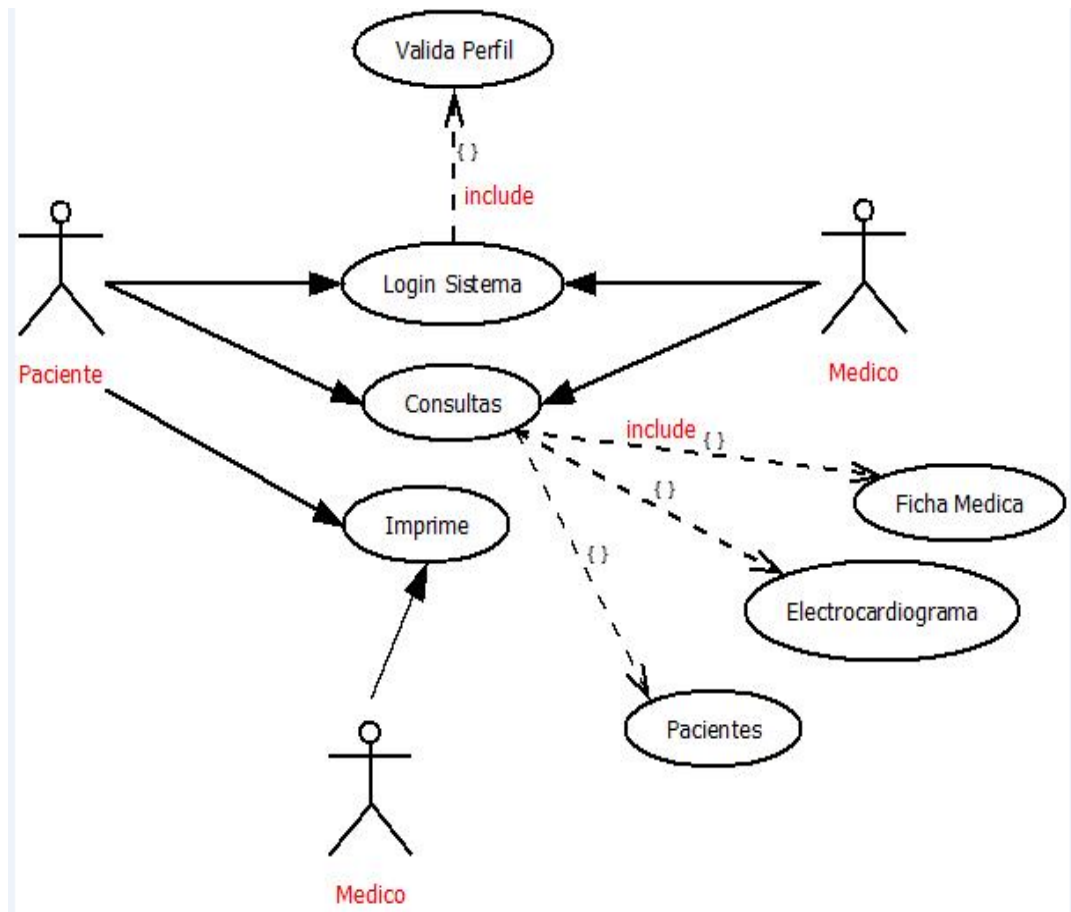 Valida Perfil
{ }
include
Login Sistema
Paciente
Medico
Consultas
include
{ }
{ }
Ficha Medica
Imprime
{ }
Electrocardiograma
Pacientes
Medico